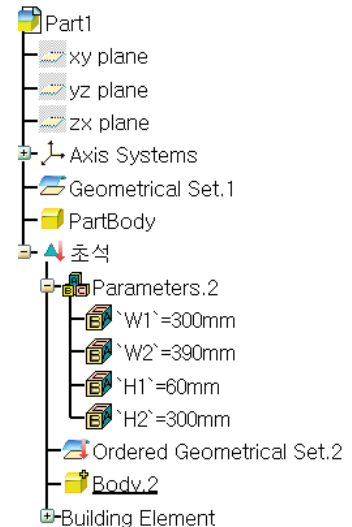 Part1
xy plane
yz plane
zx plane
Axis Systems
Geometrical Set.1
PartBody
초석
Parameters.2
`W1`=300mm
`W2`=390mm
`H1`=60mm
`H2`=300mm
Ordered Geometrical Set.2
Body.2
Building Element